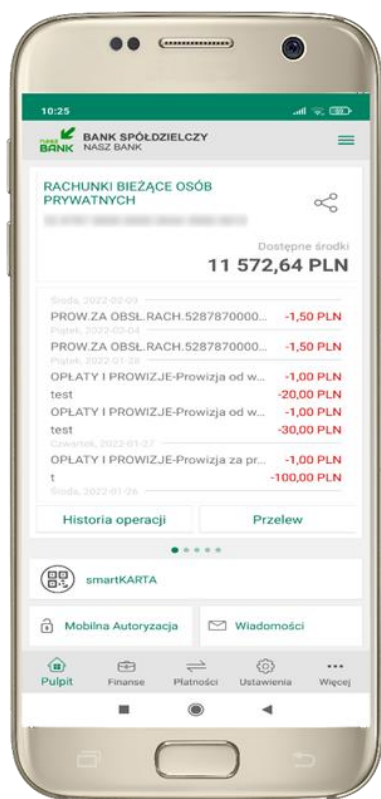 10:25
nasz BANK
BANK SPÓŁDZIELCZY
NASZ BANK
RACHUNKI BIEŻĄCE OSÓB
PRYWATNYCH
Dostępne środki
11 572,64 PLN
Środa, 2022-02-09
PROW.ZA OBSŁ.RACH.5287870000... -1,50 PLN
Piątek, 2022-02-04
PROW.ZA OBSŁ.RACH.5287870000... -1,50 PLN
Piątek, 2022-01-28
OPŁATY I PROWIZJE-Prowizja od w... -1,00 PLN
test -20,00 PLN
OPŁATY I PROWIZJE-Prowizja od w... -1,00 PLN
test -30,00 PLN
Czwartek, 2022-01-27
OPŁATY I PROWIZJE-Prowizja za pr... -1,00 PLN
t -100,00 PLN
Środa, 2022-01-26
Historia operacji Przelew
smartKARTA
Mobilna Autoryzacja Wiadomości
Pulpit Finanse Płatności Ustawienia Więcej